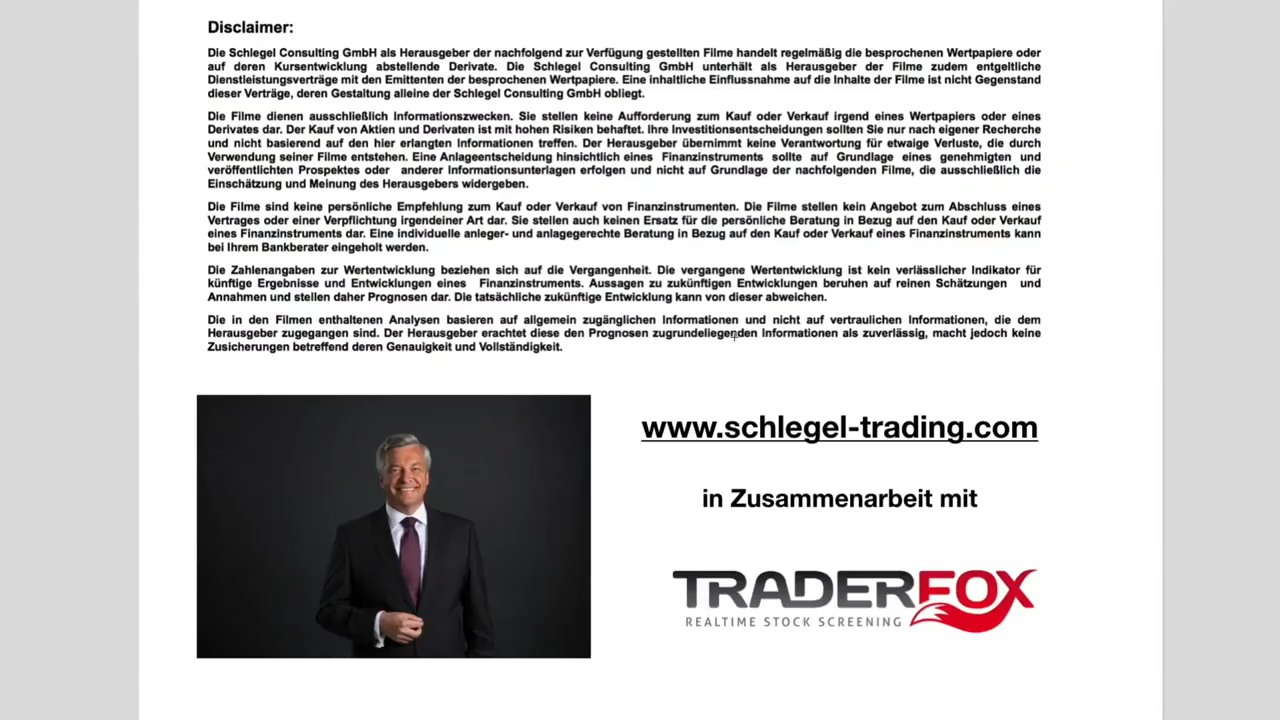 Disclaimer:
Die Schlegel Consulting GmbH als Herausgeber der nachfolgend zur Verfügung gestellten Filme handelt regelmäßig die besprochenen Wertpapiere oder
auf deren Kursentwicklung abstellende Derivate. Die Schlegel Consulting GmbH unterhält als Herausgeber der Filme zudem entgeltliche
Dienstleistungsverträge mit den Emittenten der besprochenen Wertpapiere. Eine inhaltliche Einflussnahme auf die Inhalte der Filme ist nicht Gegenstand
dieser Verträge, deren Gestaltung alleine der Schlegel Consulting GmbH obliegt.
Die Filme dienen ausschließlich Informationszwecken. Sie stellen keine Aufforderung zum Kauf oder Verkauf irgend eines Wertpapiers oder eines
Derivates dar. Der Kauf von Aktien und Derivaten ist mit hohen Risiken behaftet. Ihre Investitionsentscheidungen sollten Sie nur nach eigener Recherche
und nicht basierend auf den hier erlangten Informationen treffen. Der Herausgeber übernimmt keine Verantwortung für etwaige Verluste, die durch
Verwendung seiner Filme entstehen. Eine Anlageentscheidung hinsichtlich eines Finanzinstruments sollte auf Grundlage eines genehmigten und
veröffentlichten Prospektes oder anderer Informationsunterlagen erfolgen und nicht auf Grundlage der nachfolgenden Filme, die ausschließlich die
Einschätzung und Meinung des Herausgebers widergeben.
Die Filme sind keine persönliche Empfehlung zum Kauf oder Verkauf von Finanzinstrumenten. Die Filme stellen kein Angebot zum Abschluss eines
Vertrages oder einer Verpflichtung irgendeiner Art dar. Sie stellen auch keinen Ersatz für die persönliche Beratung in Bezug auf den Kauf oder Verkauf
eines Finanzinstruments dar. Eine individuelle anleger- und anlagegerechte Beratung in Bezug auf den Kauf oder Verkauf eines Finanzinstruments kann
bei Ihrem Bankberater eingeholt werden.
Die Zahlenangaben zur Wertentwicklung beziehen sich auf die Vergangenheit. Die vergangene Wertentwicklung ist kein verlässlicher Indikator für
künftige Ergebnisse und Entwicklungen eines Finanzinstruments. Aussagen zu zukünftigen Entwicklungen beruhen auf reinen Schätzungen und
Annahmen und stellen daher Prognosen dar. Die tatsächliche zukünftige Entwicklung kann von dieser abweichen.
Die in den Filmen enthaltenen Analysen basieren auf allgemein zugänglichen Informationen und nicht auf vertraulichen Informationen, die dem
Herausgeber zugegangen sind. Der Herausgeber erachtet diese den Prognosen zugrundeliegenden Informationen als zuverlässig, macht jedoch keine
Zusicherungen betreffend deren Genauigkeit und Vollständigkeit.
www.schlegel-trading.com
in Zusammenarbeit mit
TRADERFOX
REALTIME STOCK SCREENING